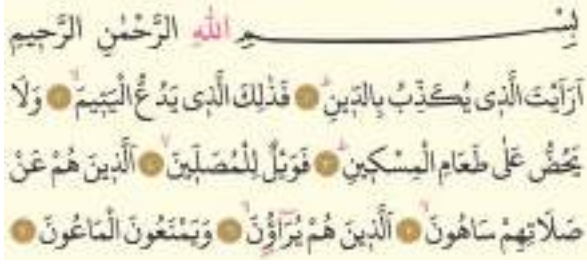 بِسْمِ اللهِ الرَّحْمٰنِ الرَّحٖيمِ
اَرَاَيْتَ الَّذٖى يُكَذِّبُ بِالدّٖينِؕ ﴿١﴾ فَذٰلِكَ الَّذٖى يَدُعُّ الْيَتٖيمَۙ ﴿٢﴾ وَلَا
يَحُضُّ عَلٰى طَعَامِ الْمِسْكٖينِؕ ﴿٣﴾ فَوَيْلٌ لِلْمُصَلّٖينَۙ ﴿٤﴾ اَلَّذٖينَ هُمْ عَنْ
صَلَاتِهِمْ سَاهُونَۙ ﴿٥﴾ اَلَّذٖينَ هُمْ يُرَٓاؤُ۫نَۙ ﴿٦﴾ وَيَمْنَعُونَ الْمَاعُونَ ﴿٧﴾